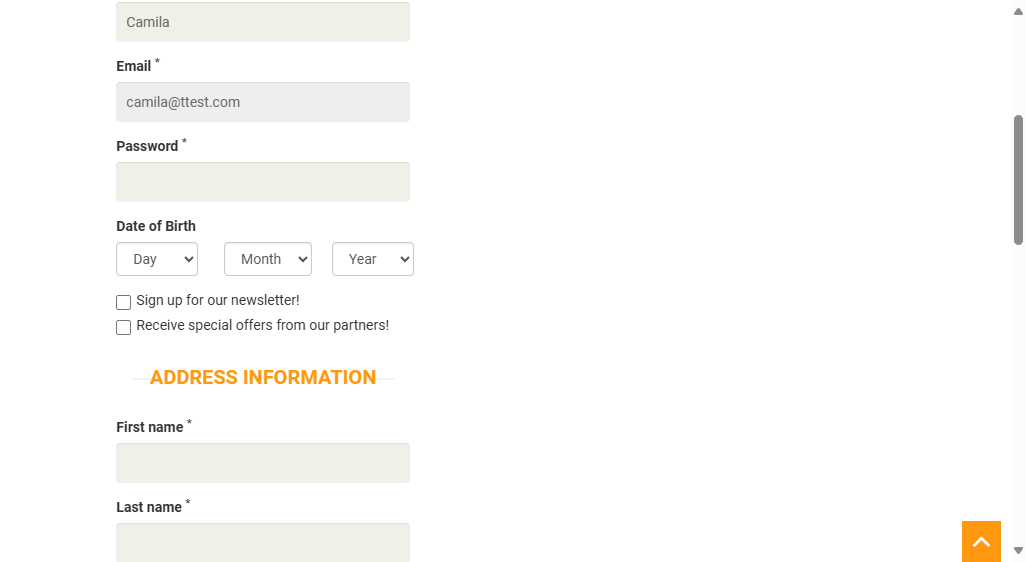 Camila
Email *
camila@ttest.com
Password *
Date of Birth
Day Month Year
Sign up for our newsletter!
Receive special offers from our partners!
ADDRESS INFORMATION
First name *
Last name *